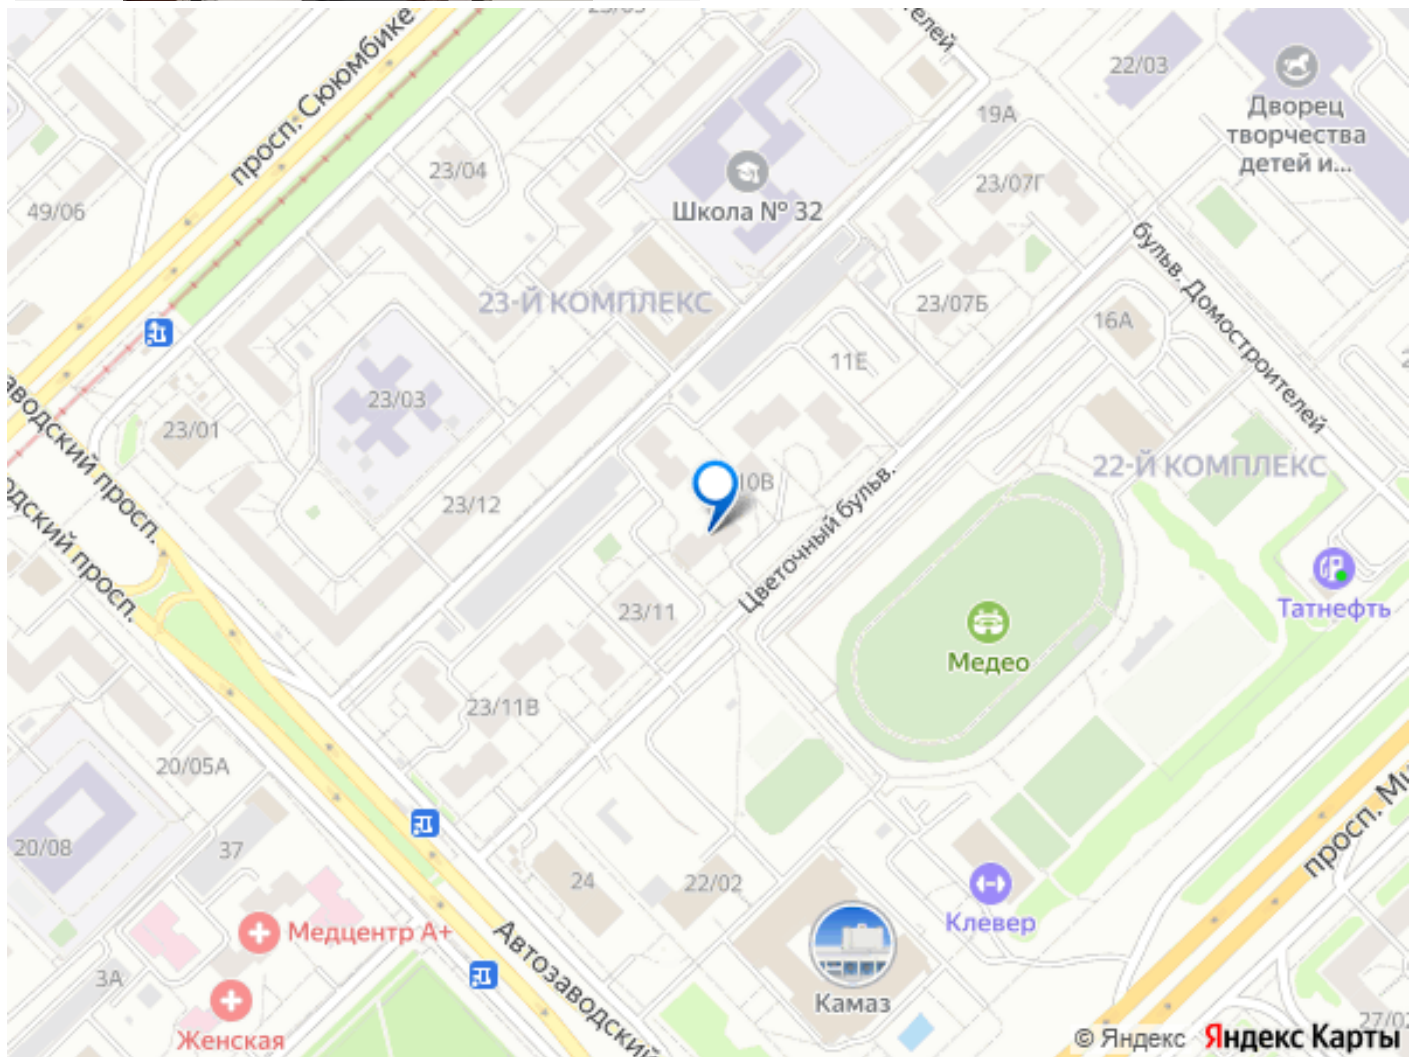 просп. Сююмбике
22/03
Дворец
творчества
детей и...
19А
23/04
23/07Г
49/06
Школа № 32
бульв. Домостроителей
23-Й КОМПЛЕКС
23/07Б
16А
11Е
23/03
23/01
22-Й КОМПЛЕКС
10В
23/12
Цветочный бульв.
Татнефть
23/11
Медео
23/11В
20/05А
20/08
37
24
22/02
Клевер
Медцентр А+
Автозаводский
3А
Камаз
Женская
27/02
© Яндекс Яндекс Карты